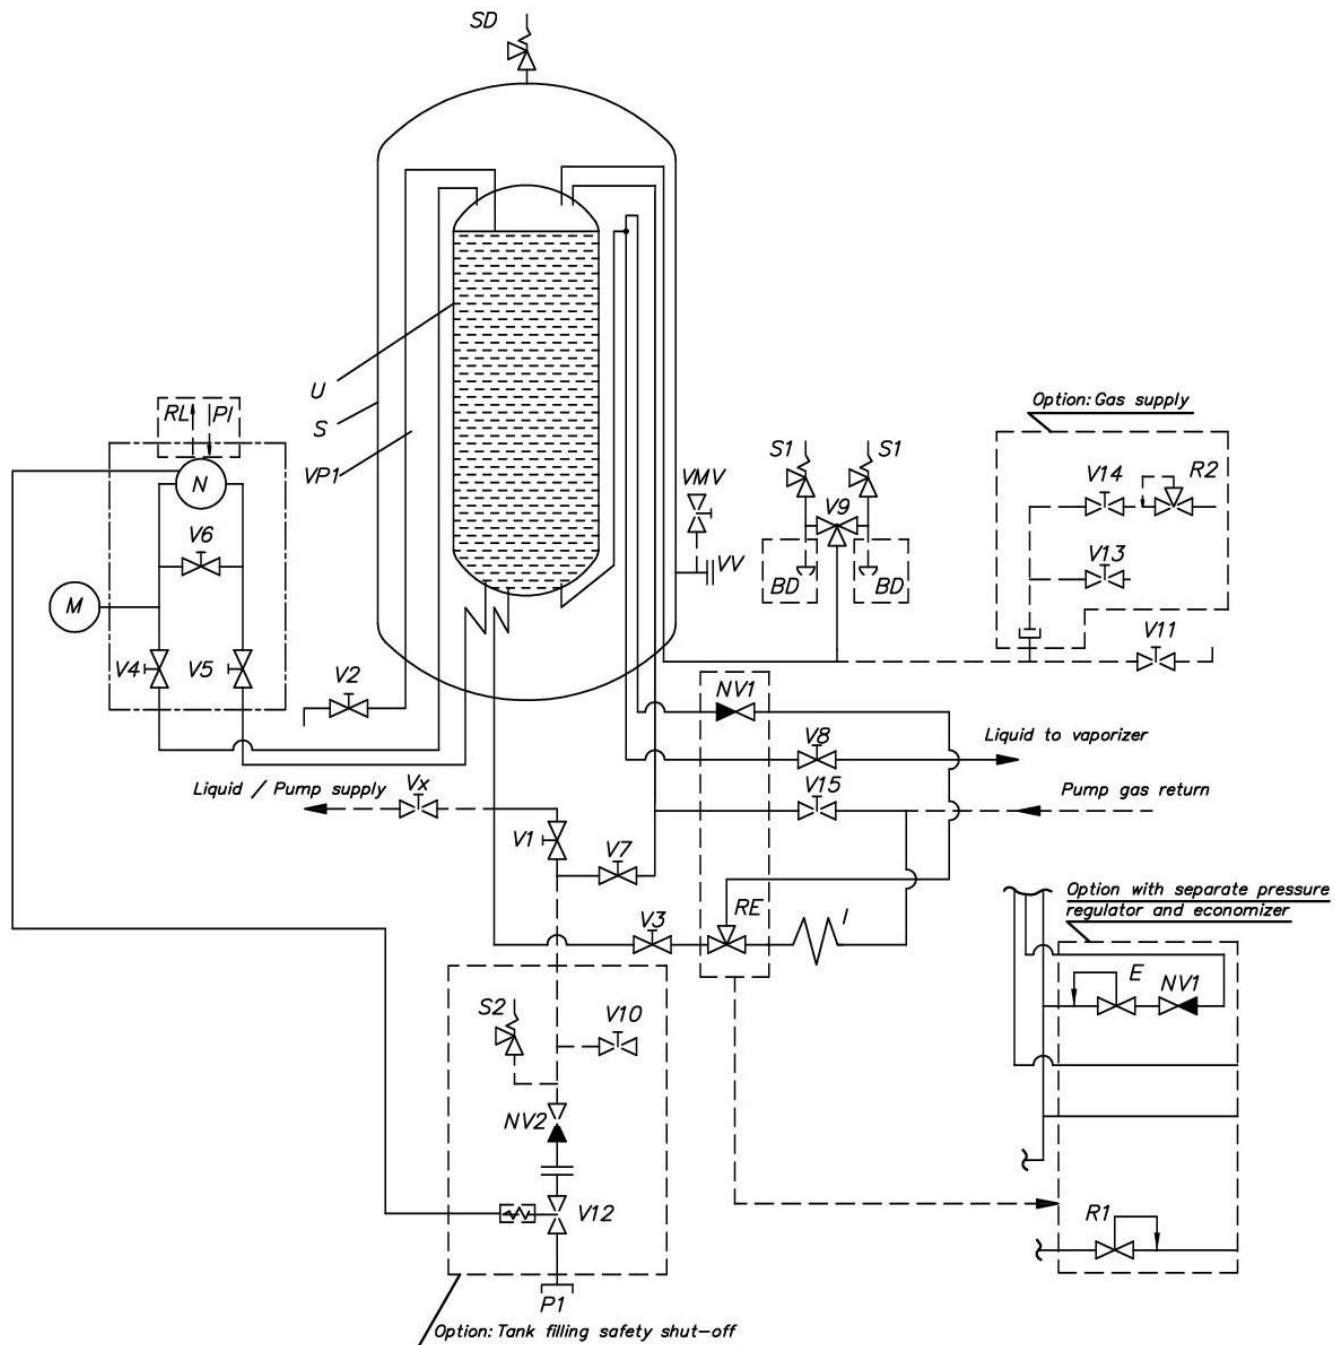 SD
U
S
VP1
RL
PI
N
V6
M
V4
V5
V2
VMV
VV
S1
S1
V9
BD
BD
Option: Gas supply
V14
R2
V13
V11
NV1
V8
Liquid to vaporizer
Liquid / Pump supply
Vx
V15
Pump gas return
V1
V7
V3
RE
I
Option with separate pressure
regulator and economizer
E
NV1
R1
S2
V10
NV2
V12
P1
Option: Tank filling safety shut-off